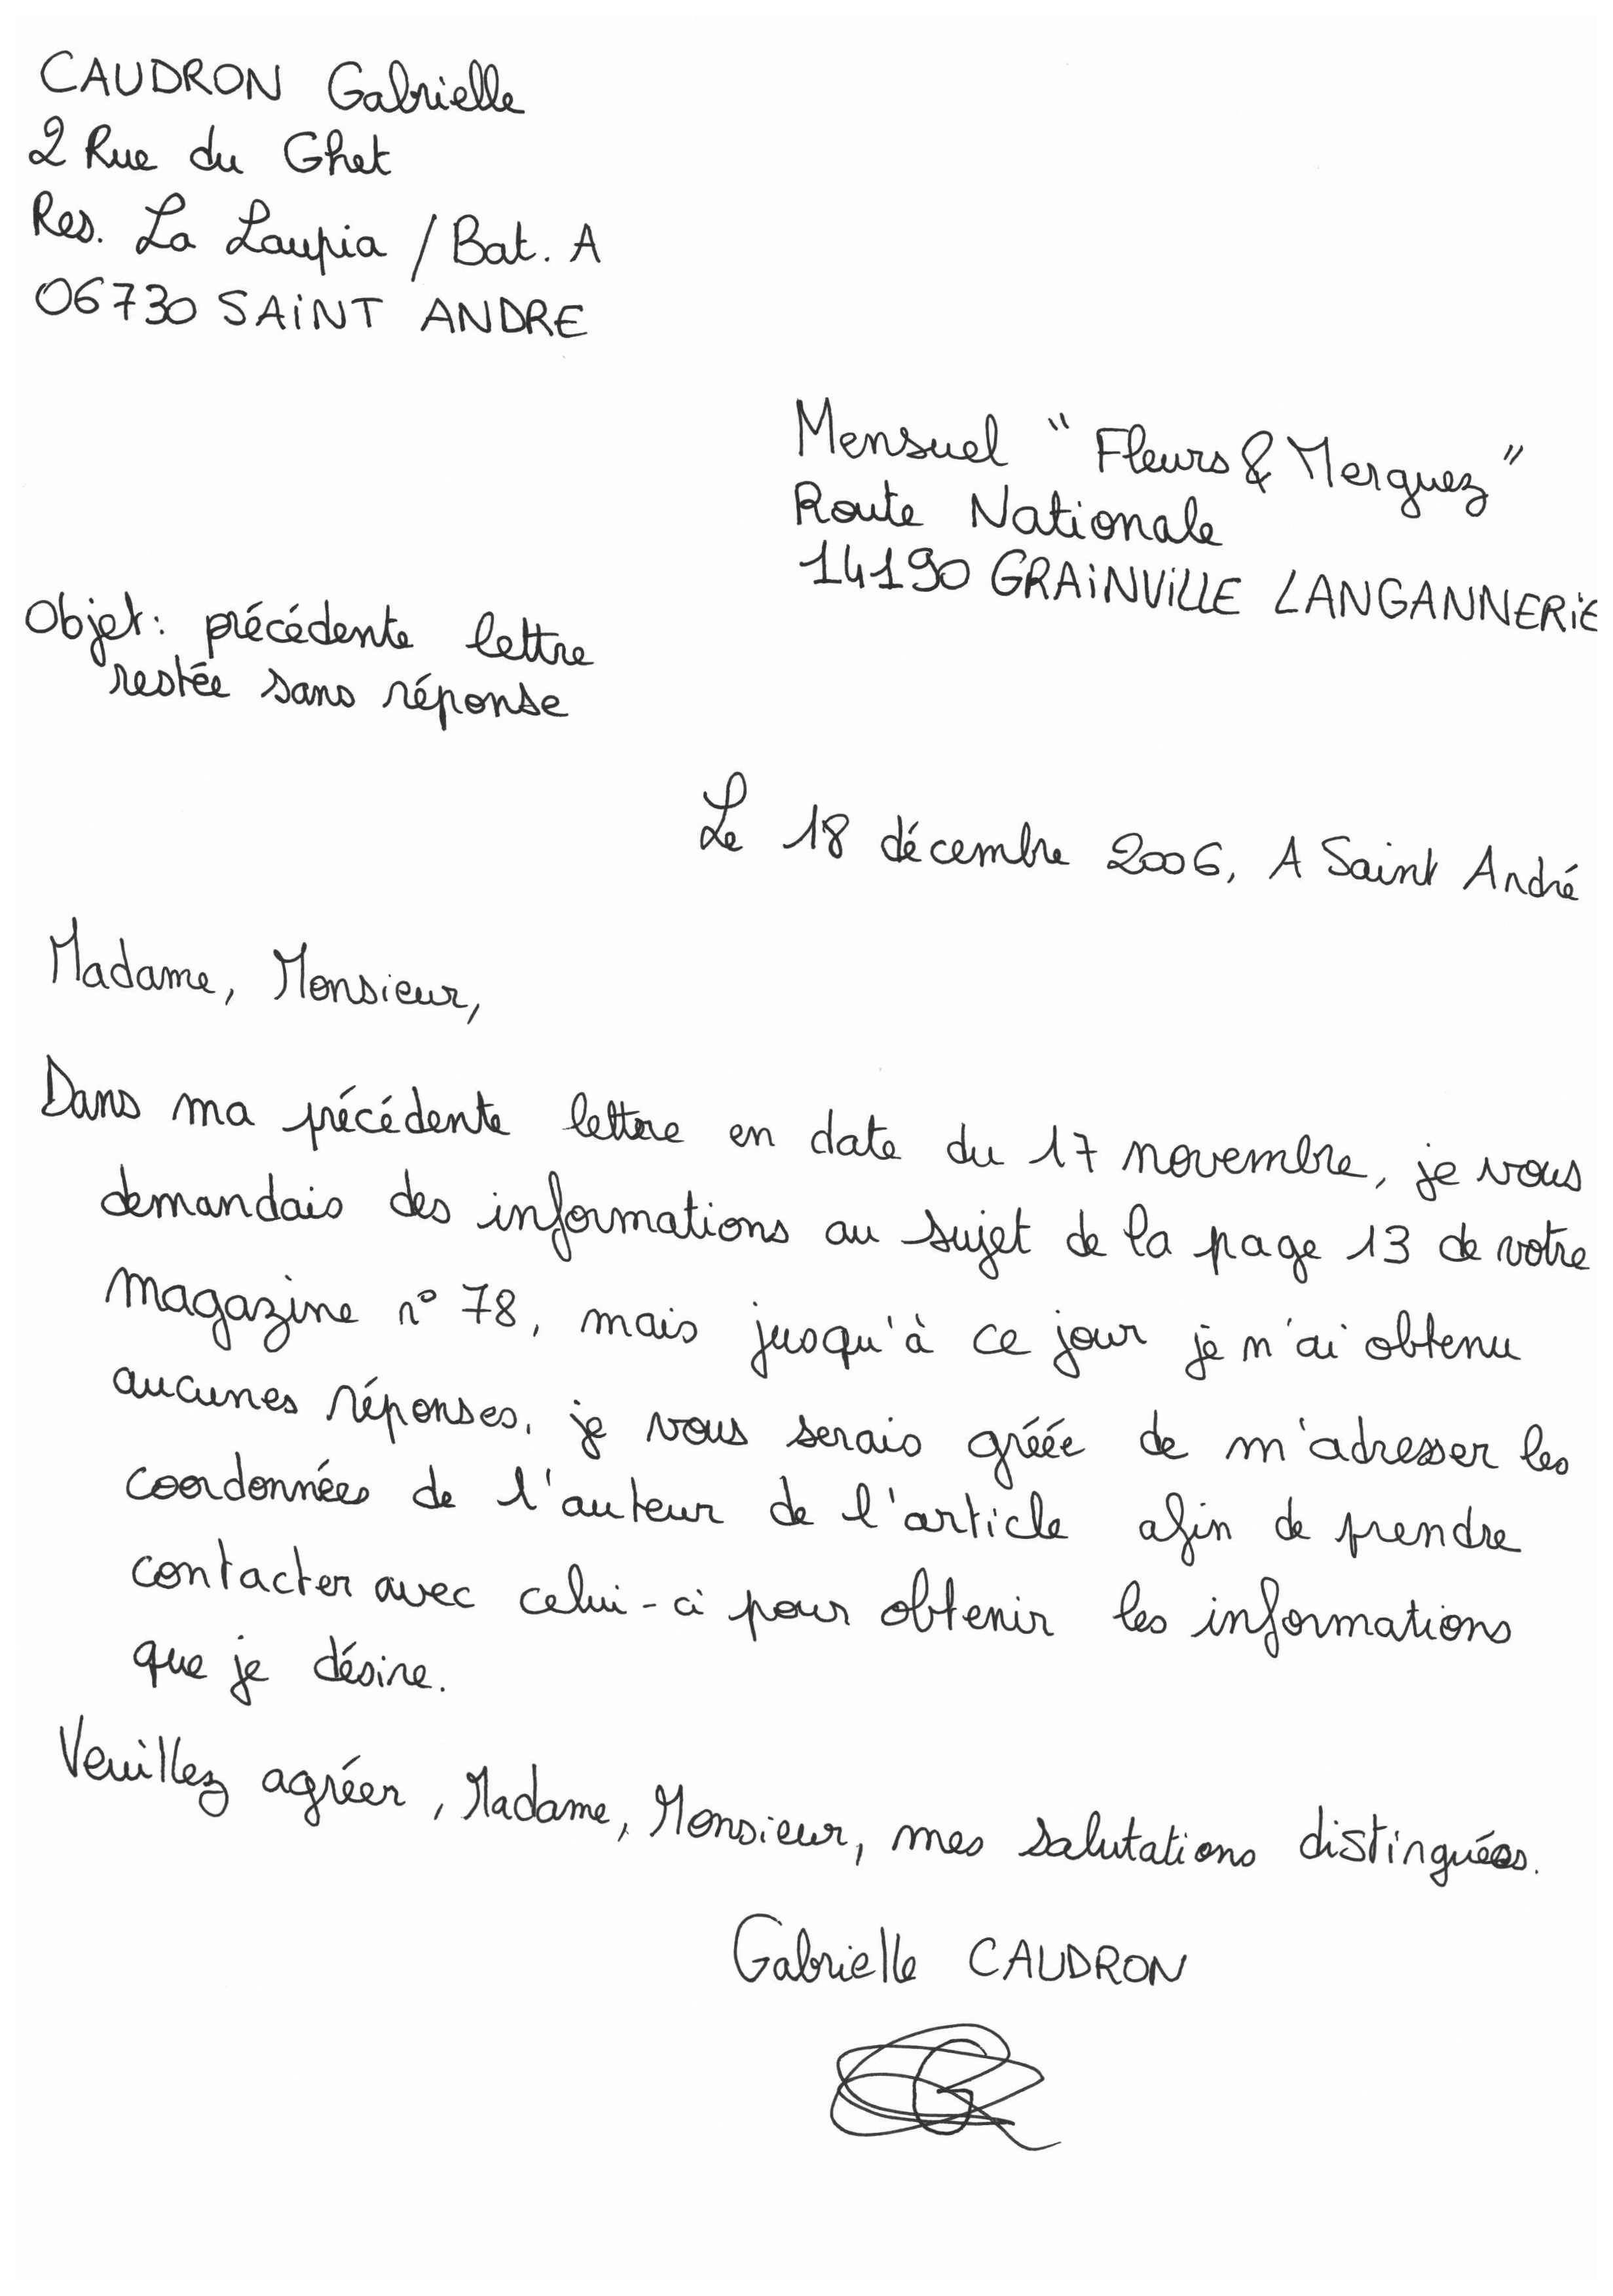 CAUDRON Gabrielle
2 Rue du Ghet
Res. La Laupia / Bat. A
06730 SAINT ANDRE
Mensuel "Fleurs & Merguez"
Route Nationale
14190 GRAINVILLE LANGANNERIE
Objet: précédente lettre
restée sans réponse
Le 18 décembre 2006, A Saint André
Madame, Monsieur,
Dans ma précédente lettre en date du 17 novembre, je vous
demandais des informations au sujet de la page 13 de votre
magazine n° 78, mais jusqu'à ce jour je n'ai obtenu
aucunes réponses, je vous serais gréée de m'adresser les
coordonnées de l'auteur de l'article afin de prendre
contacter avec celui-ci pour obtenir les informations
que je désire.
Veuillez agréer, Madame, Monsieur, mes salutations distinguées.
Gabrielle CAUDRON